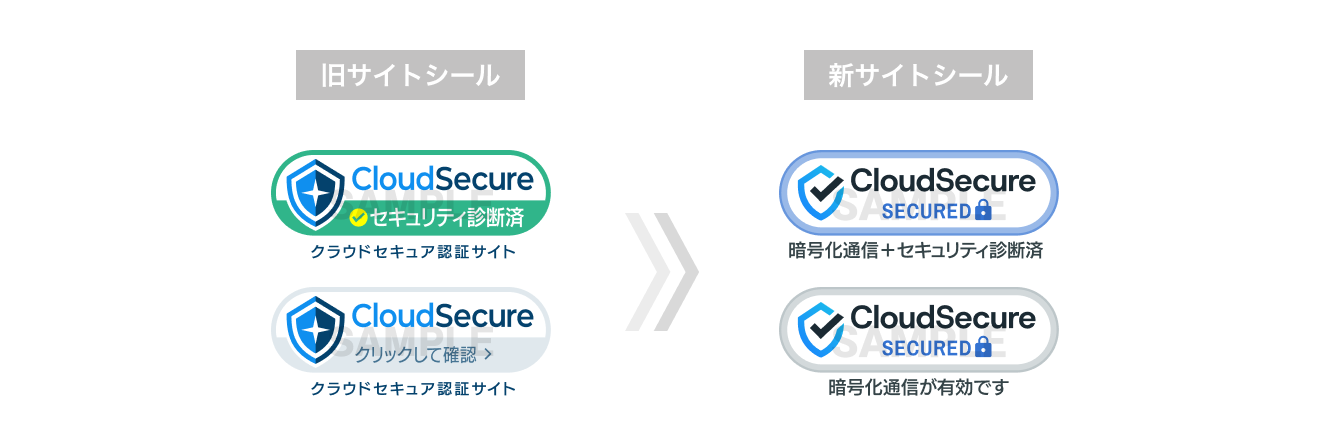 旧サイトシール
新サイトシール
CloudSecure
SAMPLE
セキュリティ診断済
クラウドセキュア認証サイト
CloudSecure
SAMPLE
SECURED
暗号化通信＋セキュリティ診断済
CloudSecure
SAMPLE
クリックして確認 >
クラウドセキュア認証サイト
CloudSecure
SAMPLE
SECURED
暗号化通信が有効です